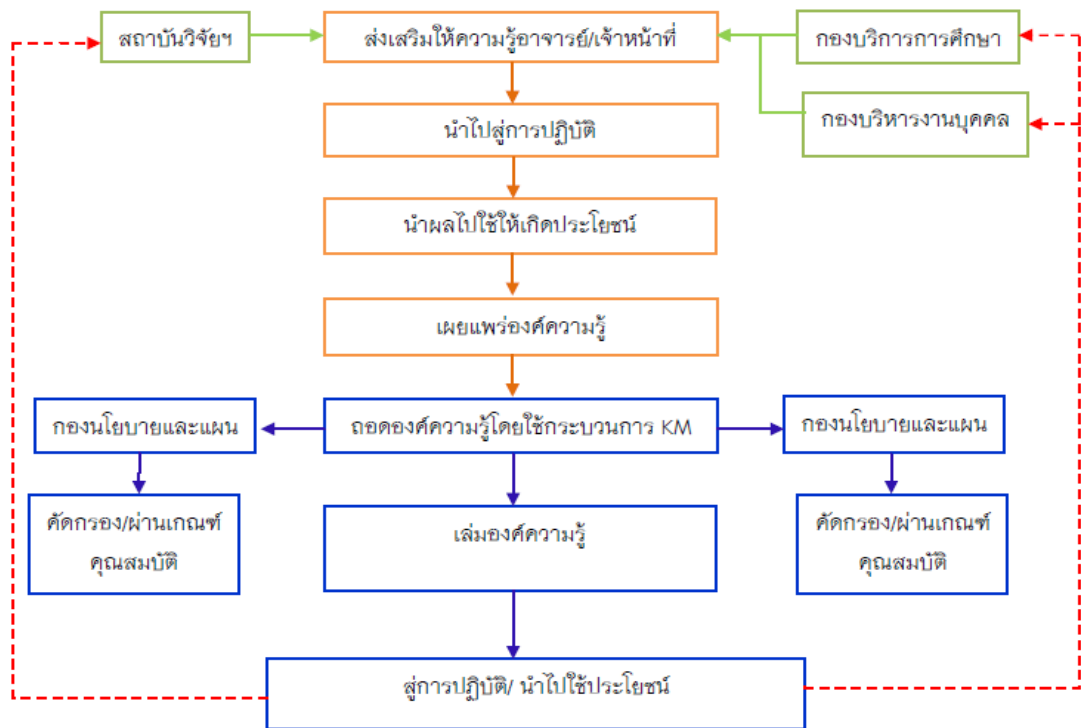 สถาบันวิจัยฯ
ส่งเสริมให้ความรู้อาจารย์/เจ้าหน้าที่
กองบริการการศึกษา
กองบริหารงานบุคคล
นำไปสู่การปฏิบัติ
นำผลไปใช้ให้เกิดประโยชน์
เผยแพร่องค์ความรู้
กองนโยบายและแผน
ถอดองค์ความรู้โดยใช้กระบวนการ KM
กองนโยบายและแผน
คัดกรอง/ผ่านเกณฑ์
คุณสมบัติ
เล่มองค์ความรู้
คัดกรอง/ผ่านเกณฑ์
คุณสมบัติ
สู่การปฏิบัติ/ นำไปใช้ประโยชน์